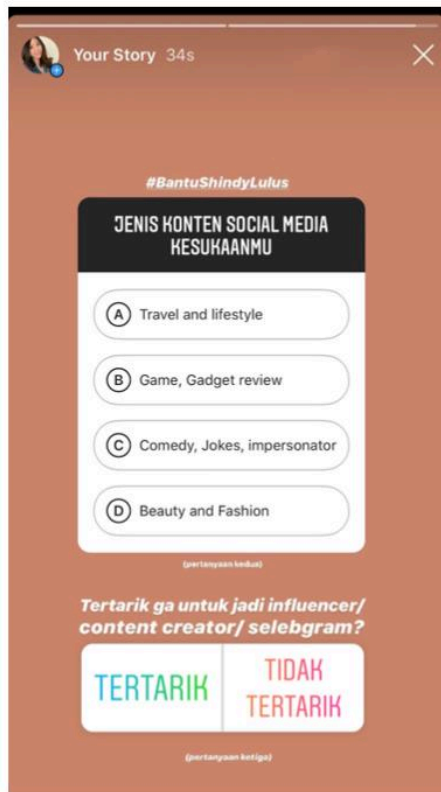 Your Story 34s
#BantuShindyLulus
JENIS KONTEN SOCIAL MEDIA
KESUKAANMU
A Travel and lifestyle
B Game, Gadget review
C Comedy, Jokes, impersonator
D Beauty and Fashion
(pertanyaan kedua)
Tertarik ga untuk jadi influencer/
content creator/ selebgram?
TERTARIK
TIDAK
TERTARIK
(pertanyaan ketiga)